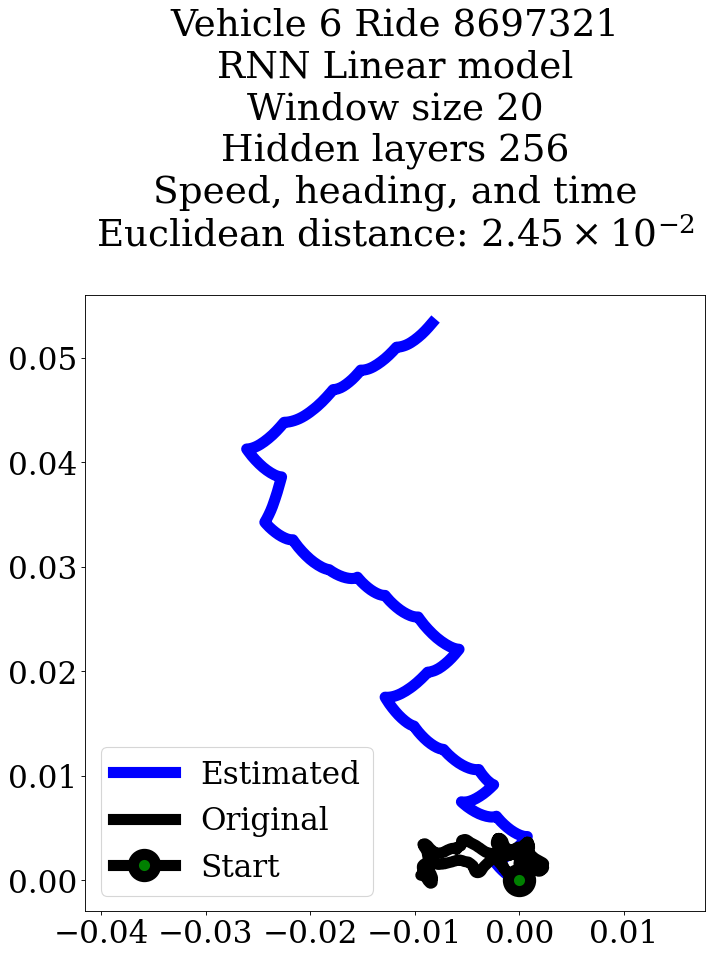 Vehicle 6 Ride 8697321
RNN Linear model
Window size 20
Hidden layers 256
Speed, heading, and time
Euclidean distance: 2.45 × 10⁻²
0.05
0.04
0.03
0.02
0.01
0.00
Estimated
Original
Start
−0.04 −0.03 −0.02 −0.01 0.00 0.01